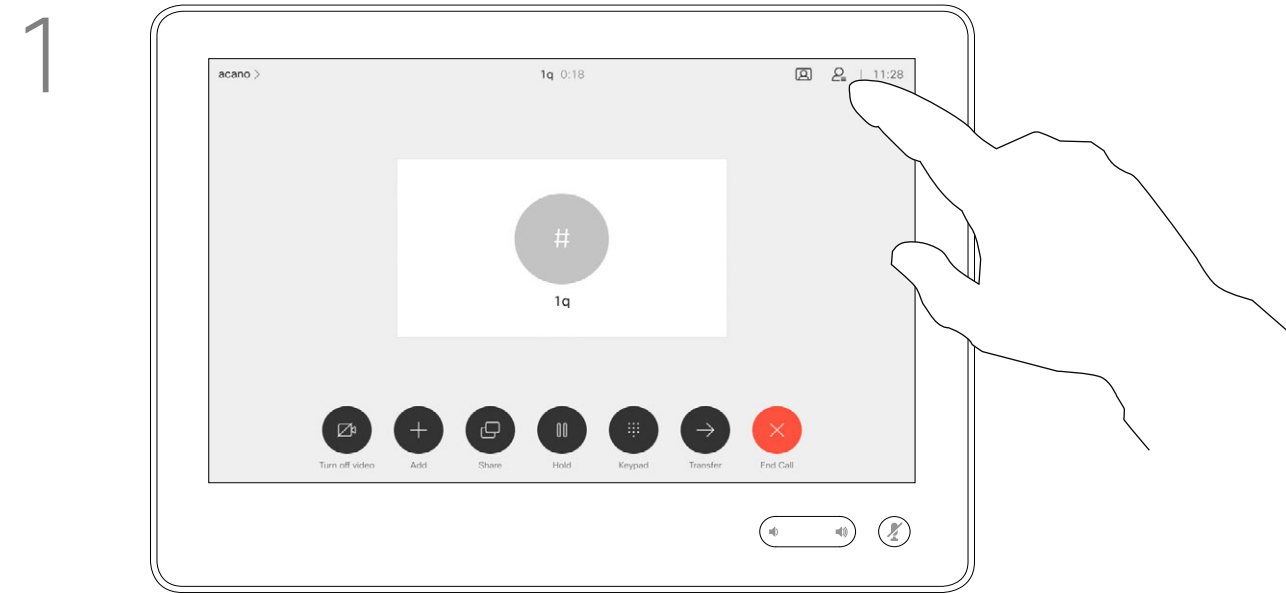 1
acano >
1q 0:18
11:28
#
1q
Turn off video
Add
Share
Hold
Keypad
Transfer
End Call